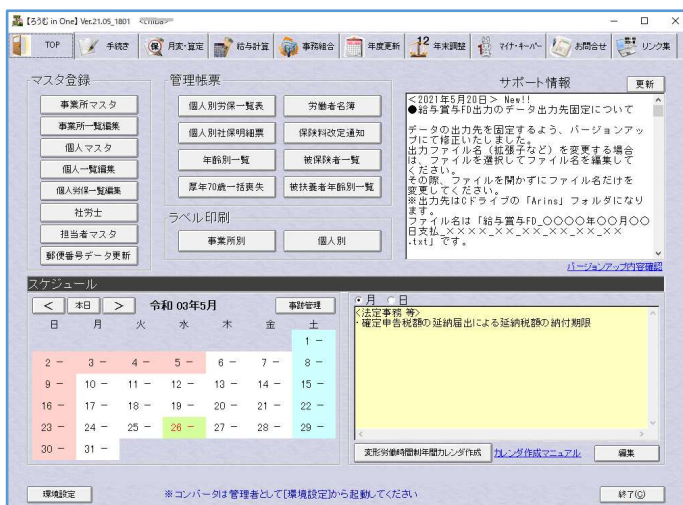 【ろうむ in One】 Ver.21.05_1801
TOP
手続き
月変・算定
給与計算
事務組合
年度更新
年末調整
マイナ・キーパー
お問合せ
リンク集
マスタ登録
事業所マスタ
事業所一覧編集
個人マスタ
個人一覧編集
個人労保一覧編集
社労士
担当者マスタ
郵便番号データ更新
管理帳票
個人別労保一覧表
労働者名簿
個人別社保明細票
保険料改定通知
年齢別一覧
被保険者一覧
厚年70歳一括喪失
被扶養者年齢別一覧
ラベル印刷
事業所別
個人別
サポート情報
更新
<2021年5月20日> New!!
●給与賞与FD出力のデータ出力先固定について
データの出力先を固定するよう、バージョンアッ
プにて修正いたしました。
出力ファイル名(拡張子など)を変更する場合
は、ファイルを選択してファイル名を編集して
ください。
その際、ファイルを開かずにファイル名だけを
変更してください。
※出力先はCドライブの「Arins」フォルダになり
ます。
ファイル名は「給与賞与FD_〇〇〇〇年〇〇月〇〇
日支払_××××_××_××_××_××_××
.txt」です。
バージョンアップ内容確認
スケジュール
< 本日 > 令和 03年5月 事跡管理
日 月 火 水 木 金 土
1 -
2 - 3 - 4 - 5 - 6 - 7 - 8 -
9 - 10 - 11 - 12 - 13 - 14 - 15 -
16 - 17 - 18 - 19 - 20 - 21 - 22 -
23 - 24 - 25 - 26 - 27 - 28 - 29 -
30 - 31 -
月 日
<法定事務 等>
・確定申告税額の延納届出による延納税額の納付期限
変形労働時間制年間カレンダ作成
カレンダ作成マニュアル
編集
環境設定
※コンバータは管理者として[環境設定]から起動してください
終了(C)